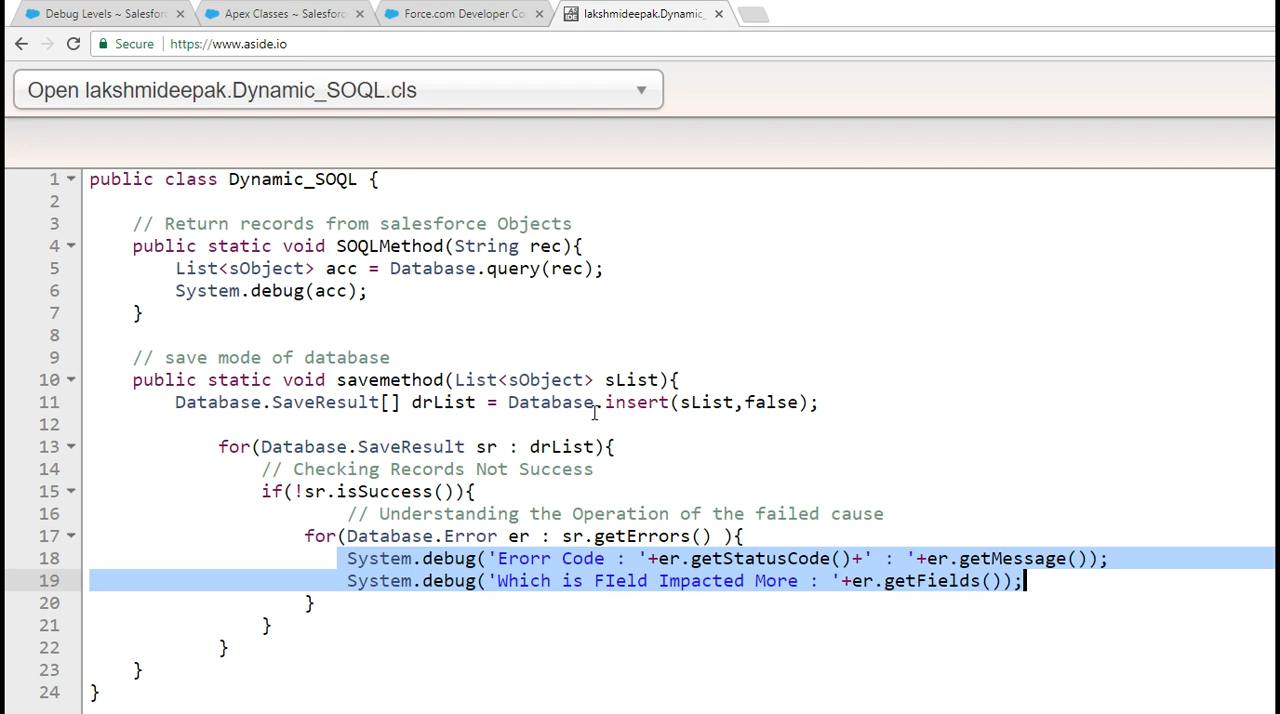 Debug Levels ~ Salesforc
Apex Classes ~ Salesforc
Force.com Developer Co
lakshmideepak.Dynamic_
Secure https://www.aside.io
Open lakshmideepak.Dynamic_SOQL.cls
1 public class Dynamic_SOQL {
2
3 // Return records from salesforce Objects
4 public static void SOQLMethod(String rec){
5 List<sObject> acc = Database.query(rec);
6 System.debug(acc);
7 }
8
9 // save mode of database
10 public static void savemethod(List<sObject> sList){
11 Database.SaveResult[] drList = Database.insert(sList,false);
12
13 for(Database.SaveResult sr : drList){
14 // Checking Records Not Success
15 if(!sr.isSuccess()){
16 // Understanding the Operation of the failed cause
17 for(Database.Error er : sr.getErrors() ){
18 System.debug('Erorr Code : '+er.getStatusCode()+' : '+er.getMessage());
19 System.debug('Which is FIeld Impacted More : '+er.getFields());
20 }
21 }
22 }
23 }
24 }